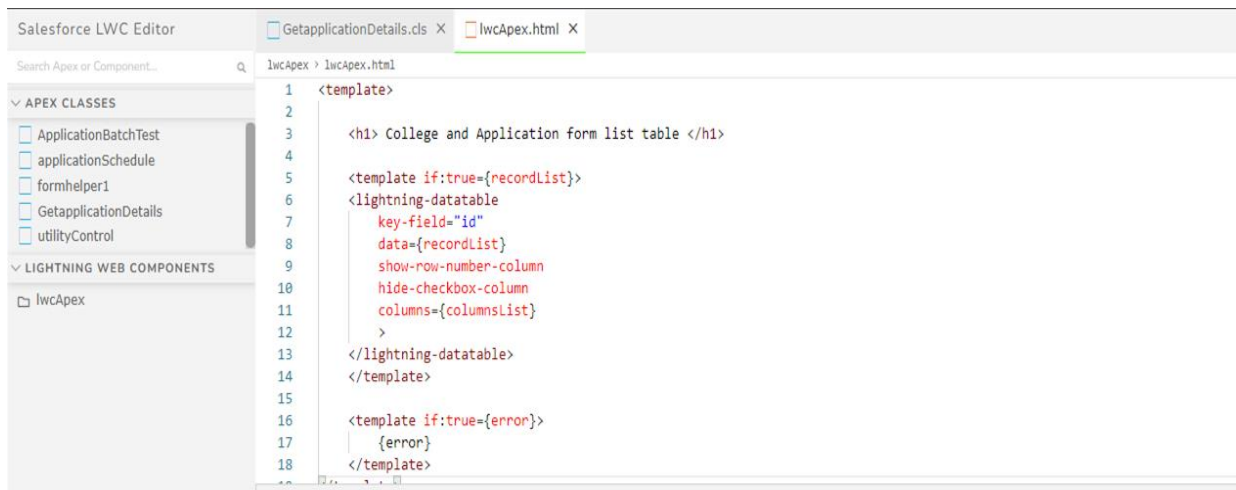 Salesforce LWC Editor
Search Apex or Component...
APEX CLASSES
ApplicationBatchTest
applicationSchedule
formhelper1
GetapplicationDetails
utilityControl
LIGHTNING WEB COMPONENTS
lwcApex
GetapplicationDetails.cls X lwcApex.html X
lwcApex > lwcApex.html
1 <template>
2
3 <h1> College and Application form list table </h1>
4
5 <template if:true={recordList}>
6 <lightning-datatable
7 key-field="id"
8 data={recordList}
9 show-row-number-column
10 hide-checkbox-column
11 columns={columnsList}
12 >
13 </lightning-datatable>
14 </template>
15
16 <template if:true={error}>
17 {error}
18 </template>